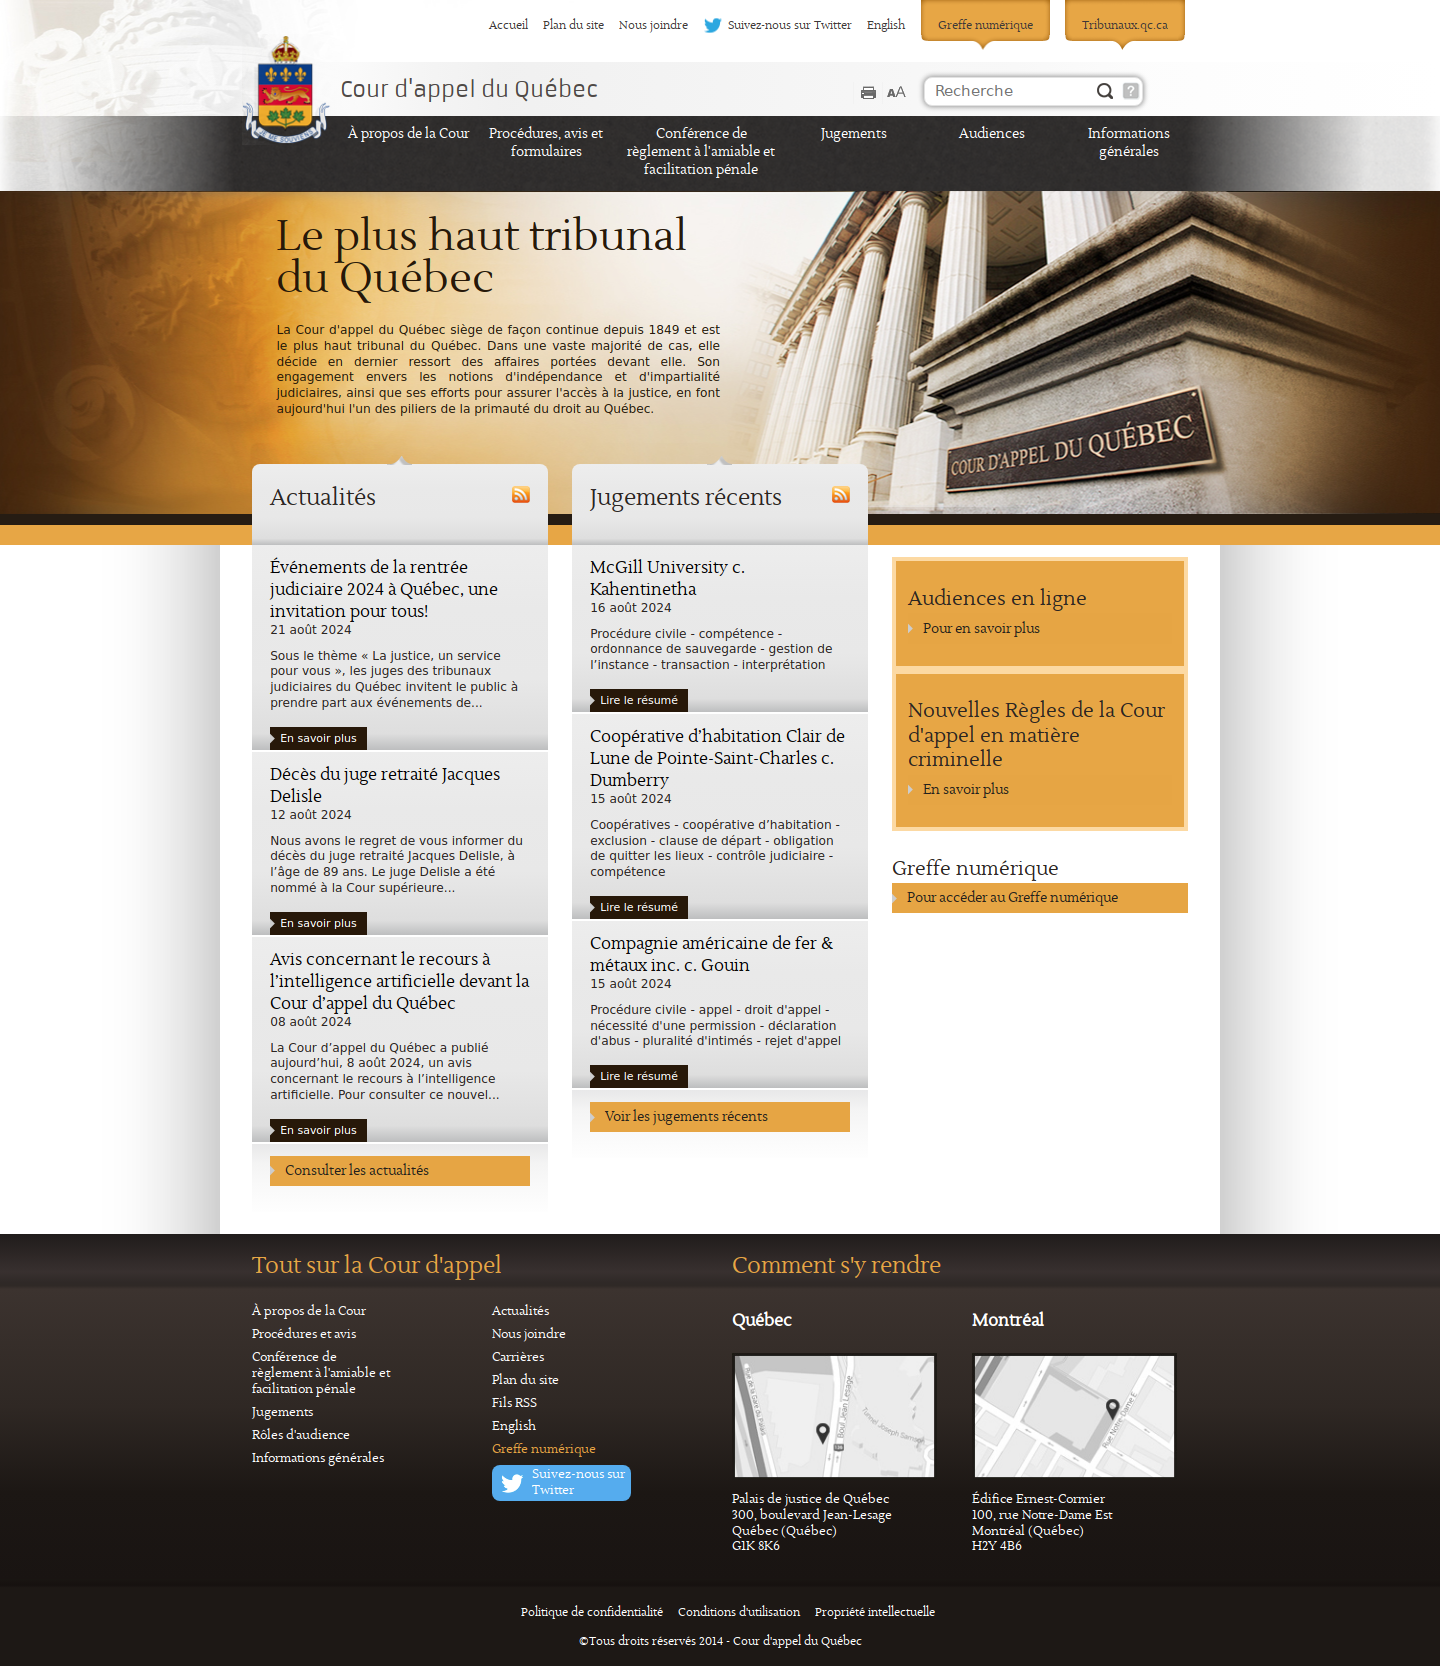 Accueil
Plan du site
Nous joindre
Suivez-nous sur Twitter
English
Greffe numérique
Tribunaux.qc.ca
Cour d'appel du Québec
AA
Recherche
?
JE ME SOUVIENS
À propos de la Cour
Procédures, avis et
formulaires
Conférence de
règlement à l'amiable et
facilitation pénale
Jugements
Audiences
Informations
générales
Le plus haut tribunal
du Québec
La Cour d'appel du Québec siège de façon continue depuis 1849 et est
le plus haut tribunal du Québec. Dans une vaste majorité de cas, elle
décide en dernier ressort des affaires portées devant elle. Son
engagement envers les notions d'indépendance et d'impartialité
judiciaires, ainsi que ses efforts pour assurer l'accès à la justice, en font
aujourd'hui l'un des piliers de la primauté du droit au Québec.
COUR D'APPEL DU QUÉBEC
Actualités
Événements de la rentrée
judiciaire 2024 à Québec, une
invitation pour tous!
21 août 2024
Sous le thème « La justice, un service
pour vous », les juges des tribunaux
judiciaires du Québec invitent le public à
prendre part aux événements de...
En savoir plus
Décès du juge retraité Jacques
Delisle
12 août 2024
Nous avons le regret de vous informer du
décès du juge retraité Jacques Delisle, à
l’âge de 89 ans. Le juge Delisle a été
nommé à la Cour supérieure...
En savoir plus
Avis concernant le recours à
l’intelligence artificielle devant la
Cour d’appel du Québec
08 août 2024
La Cour d’appel du Québec a publié
aujourd’hui, 8 août 2024, un avis
concernant le recours à l’intelligence
artificielle. Pour consulter ce nouvel...
En savoir plus
Consulter les actualités
Jugements récents
McGill University c.
Kahentinetha
16 août 2024
Procédure civile - compétence -
ordonnance de sauvegarde - gestion de
l’instance - transaction - interprétation
Lire le résumé
Coopérative d’habitation Clair de
Lune de Pointe-Saint-Charles c.
Dumberry
15 août 2024
Coopératives - coopérative d’habitation -
exclusion - clause de départ - obligation
de quitter les lieux - contrôle judiciaire -
compétence
Lire le résumé
Compagnie américaine de fer &
métaux inc. c. Gouin
15 août 2024
Procédure civile - appel - droit d'appel -
nécessité d'une permission - déclaration
d'abus - pluralité d'intimés - rejet d'appel
Lire le résumé
Voir les jugements récents
Audiences en ligne
Pour en savoir plus
Nouvelles Règles de la Cour
d'appel en matière
criminelle
En savoir plus
Greffe numérique
Pour accéder au Greffe numérique
Tout sur la Cour d'appel
À propos de la Cour
Procédures et avis
Conférence de
règlement à l'amiable et
facilitation pénale
Jugements
Rôles d'audience
Informations générales
Actualités
Nous joindre
Carrières
Plan du site
Fils RSS
English
Greffe numérique
Suivez-nous sur
Twitter
Comment s'y rendre
Québec
Rue de la Gare du Palais
Boul Jean Lesage
Tunnel Joseph Samson
Palais de justice de Québec
300, boulevard Jean-Lesage
Québec (Québec)
G1K 8K6
Montréal
Rue Notre-Dame E
Édifice Ernest-Cormier
100, rue Notre-Dame Est
Montréal (Québec)
H2Y 4B6
Politique de confidentialité
Conditions d'utilisation
Propriété intellectuelle
©Tous droits réservés 2014 - Cour d'appel du Québec